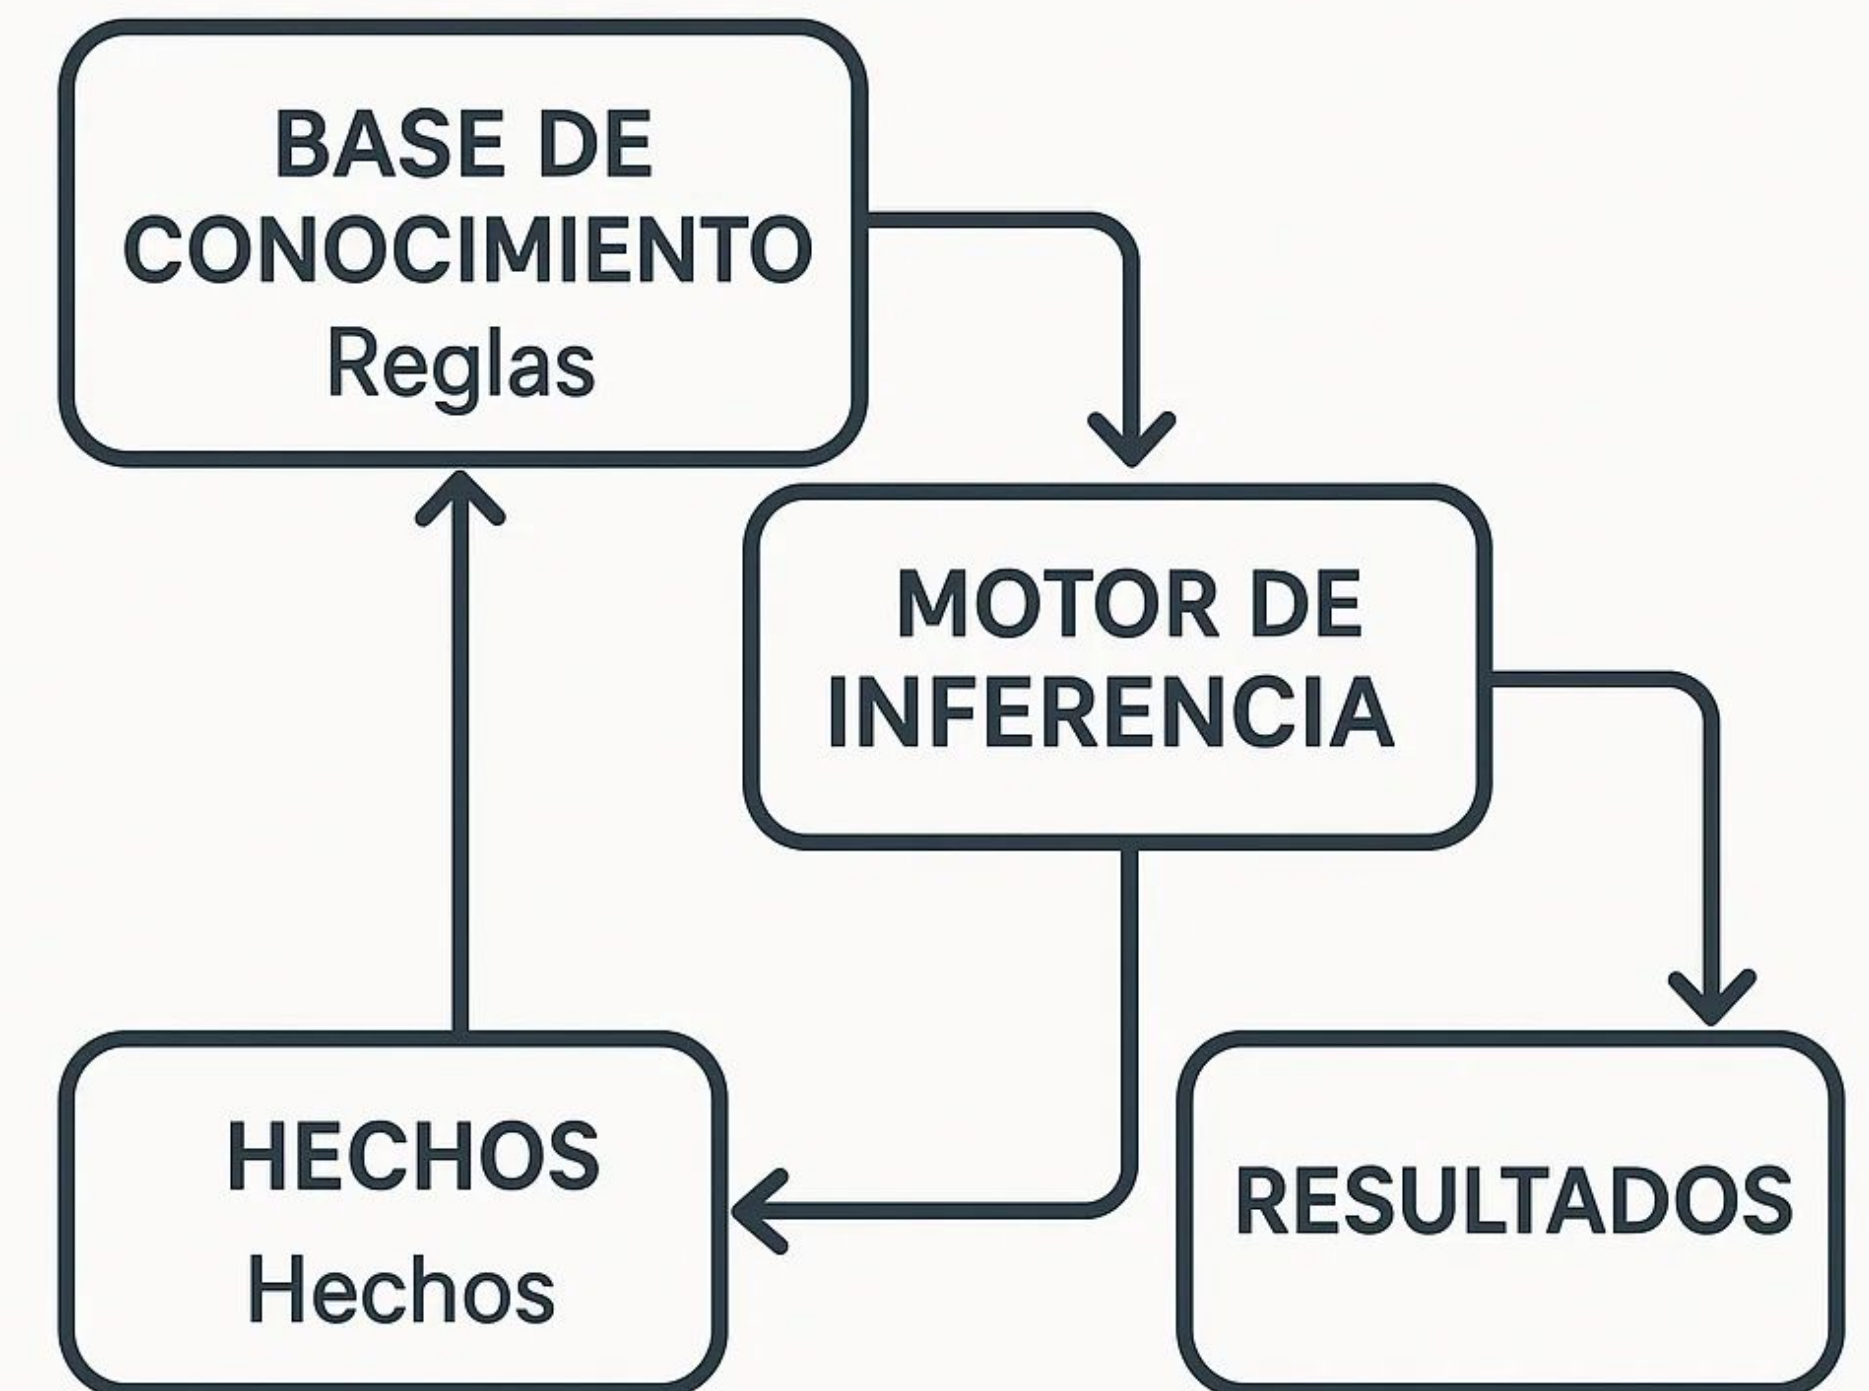 BASE DE
CONOCIMIENTO
Reglas
MOTOR DE
INFERENCIA
HECHOS
Hechos
RESULTADOS